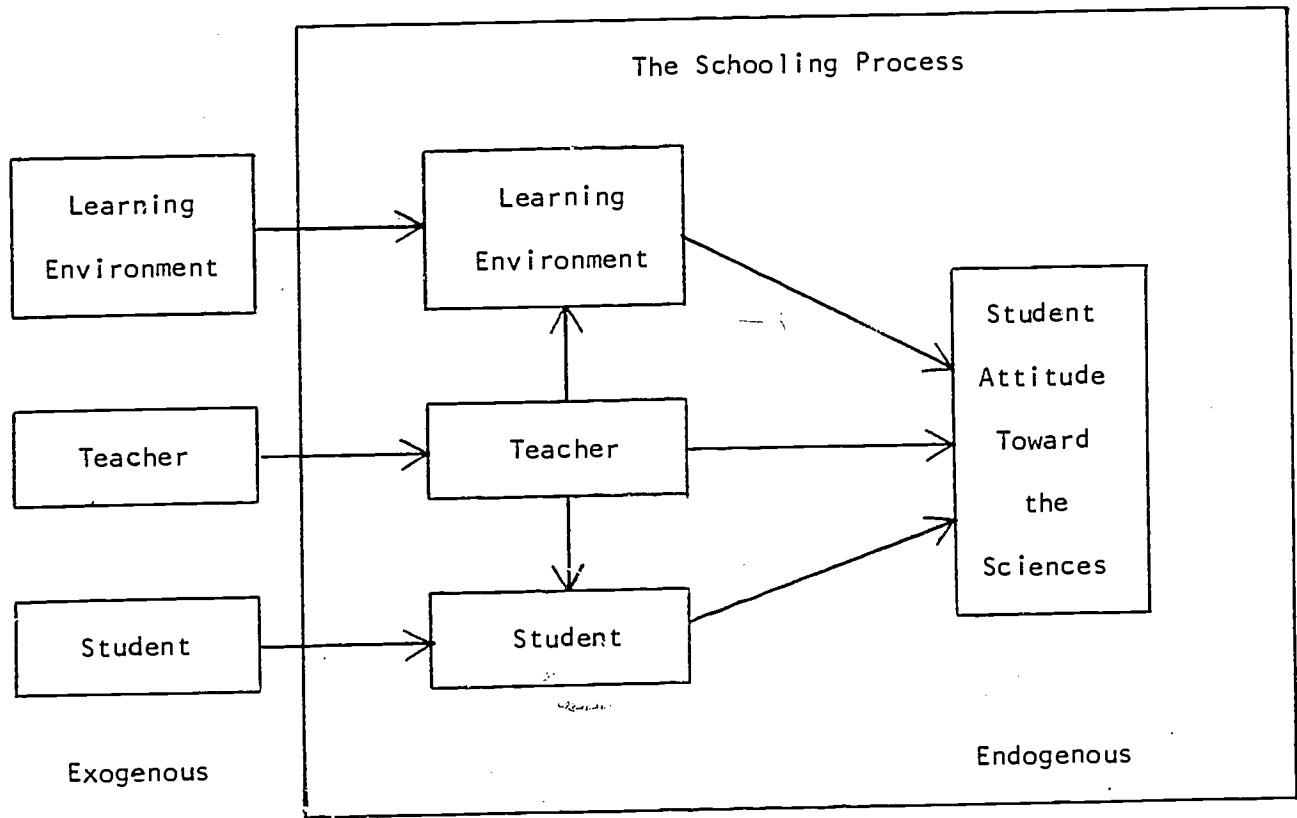 The Schooling Process
Learning
Environment
Learning
Environment
Student
Attitude
Toward
the
Sciences
Teacher
Teacher
Student
Student
Exogenous
Endogenous